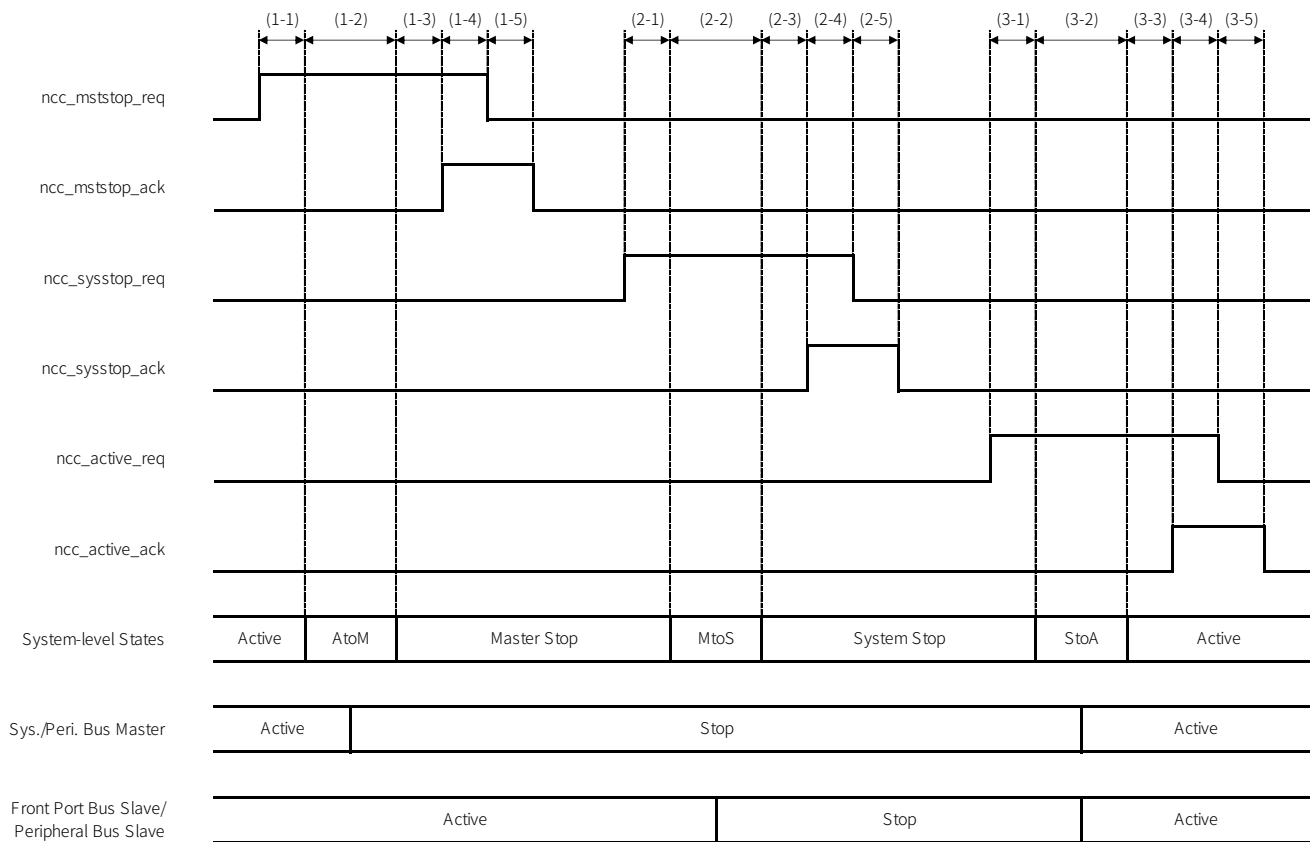 (1-1) (1-2) (1-3) (1-4) (1-5) (2-1) (2-2) (2-3) (2-4) (2-5) (3-1) (3-2) (3-3) (3-4) (3-5)
ncc_mststop_req
ncc_mststop_ack
ncc_sysstop_req
ncc_sysstop_ack
ncc_active_req
ncc_active_ack
System-level States Active AtoM Master Stop MtoS System Stop StoA Active
Sys./Peri. Bus Master Active Stop Active
Front Port Bus Slave/
Peripheral Bus Slave Active Stop Active